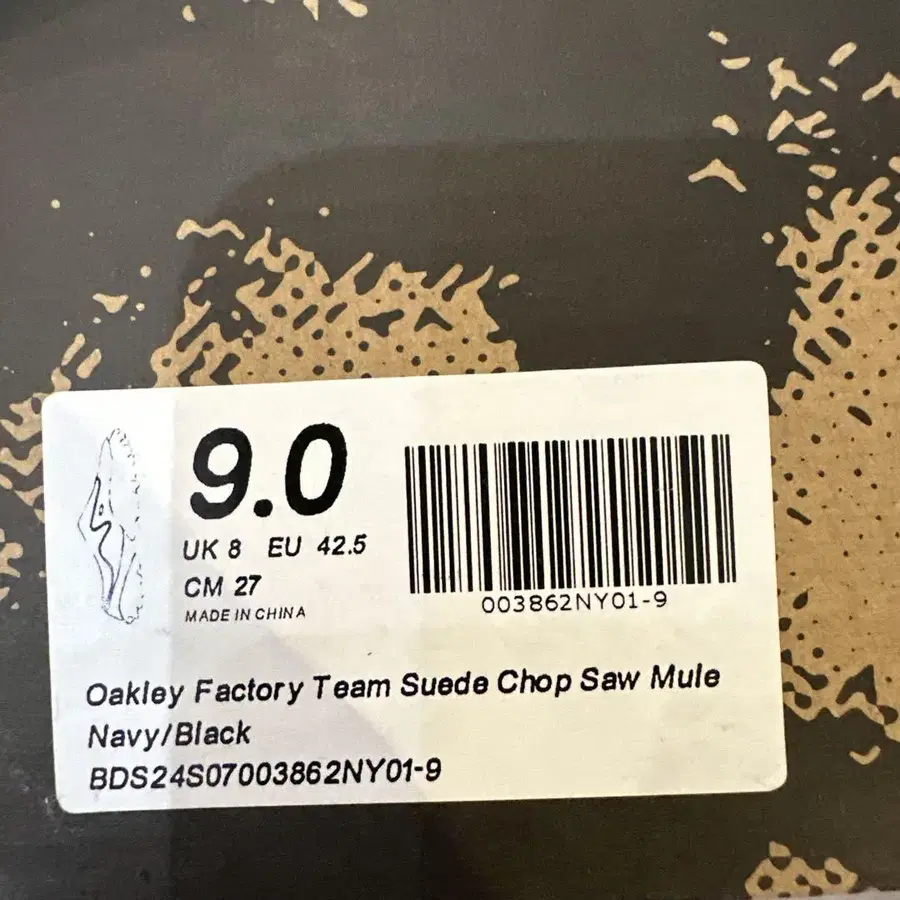 9.0
UK 8 EU 42.5
CM 27
MADE IN CHINA
003862NY01-9
Oakley Factory Team Suede Chop Saw Mule
Navy/Black
BDS24S07003862NY01-9